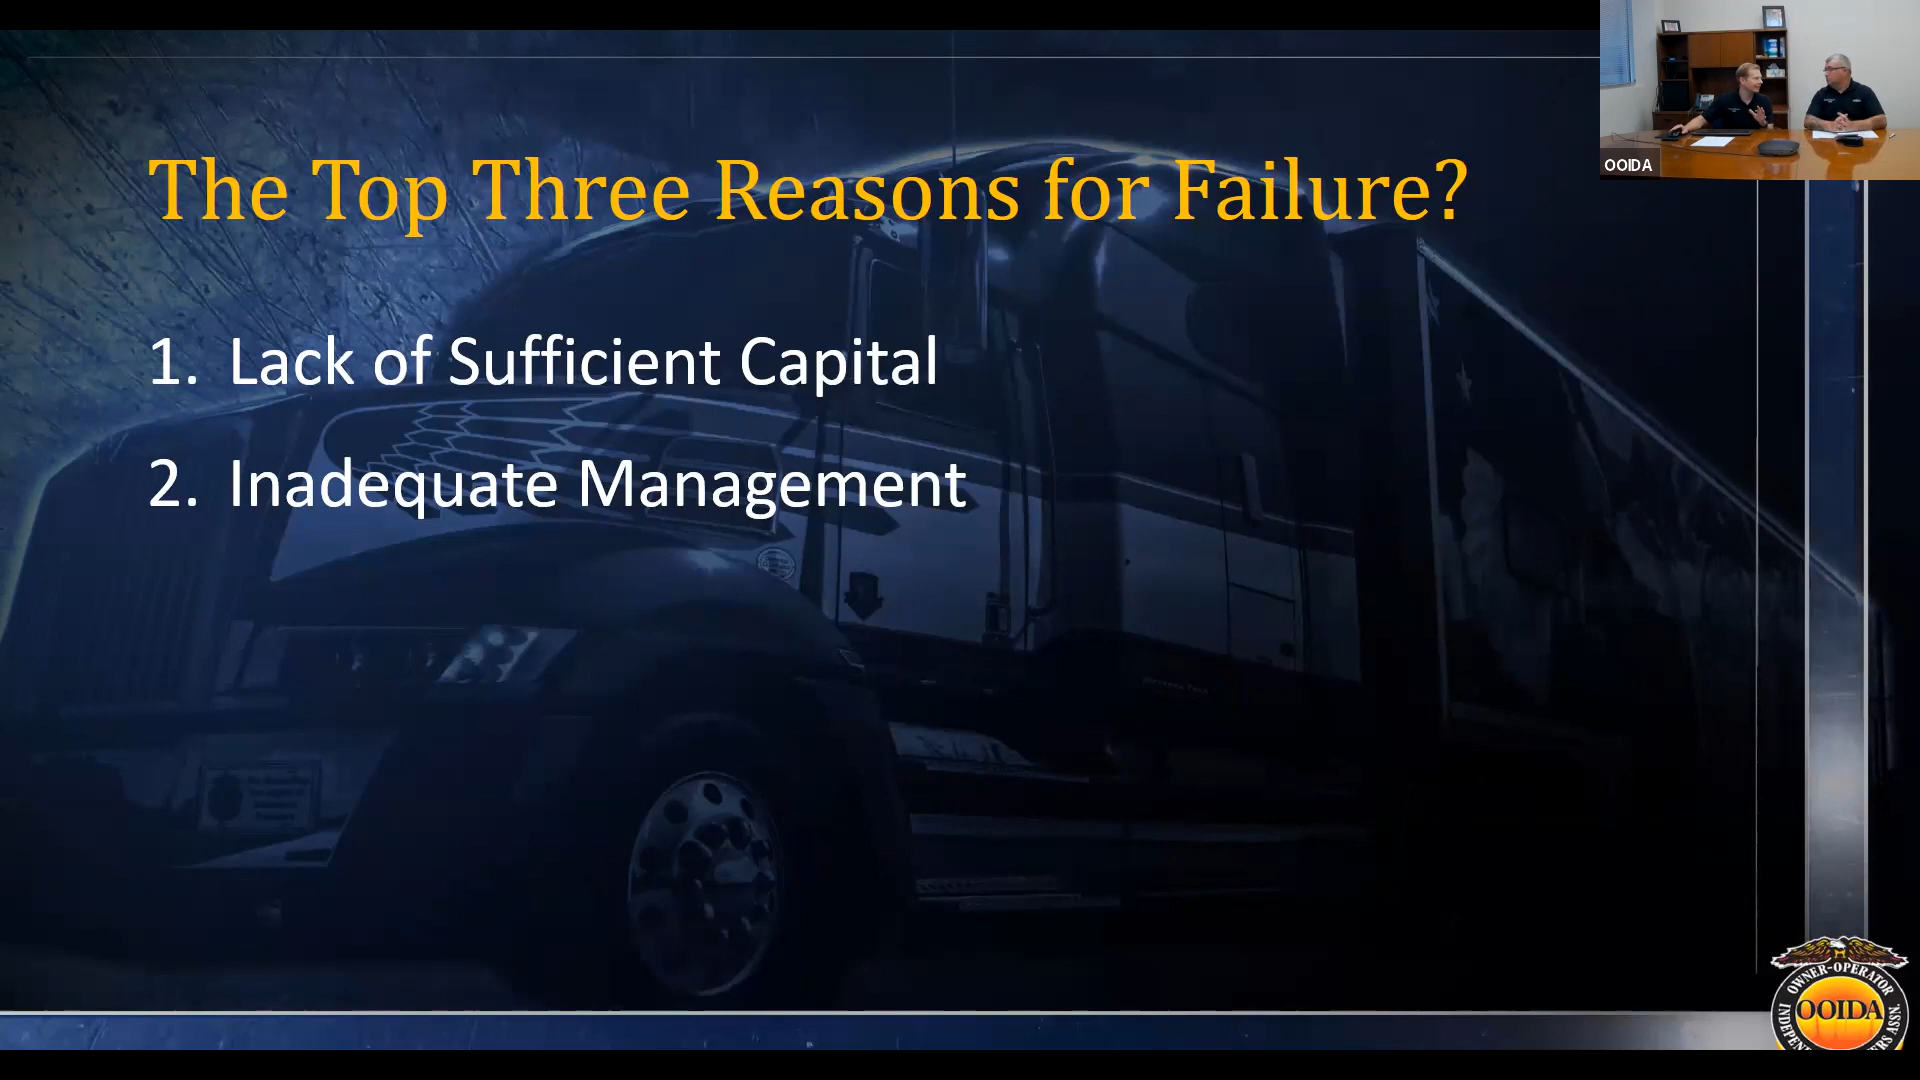 The Top Three Reasons for Failure?
1. Lack of Sufficient Capital
2. Inadequate Management
OOIDA
OWNER-OPERATOR
OOIDA